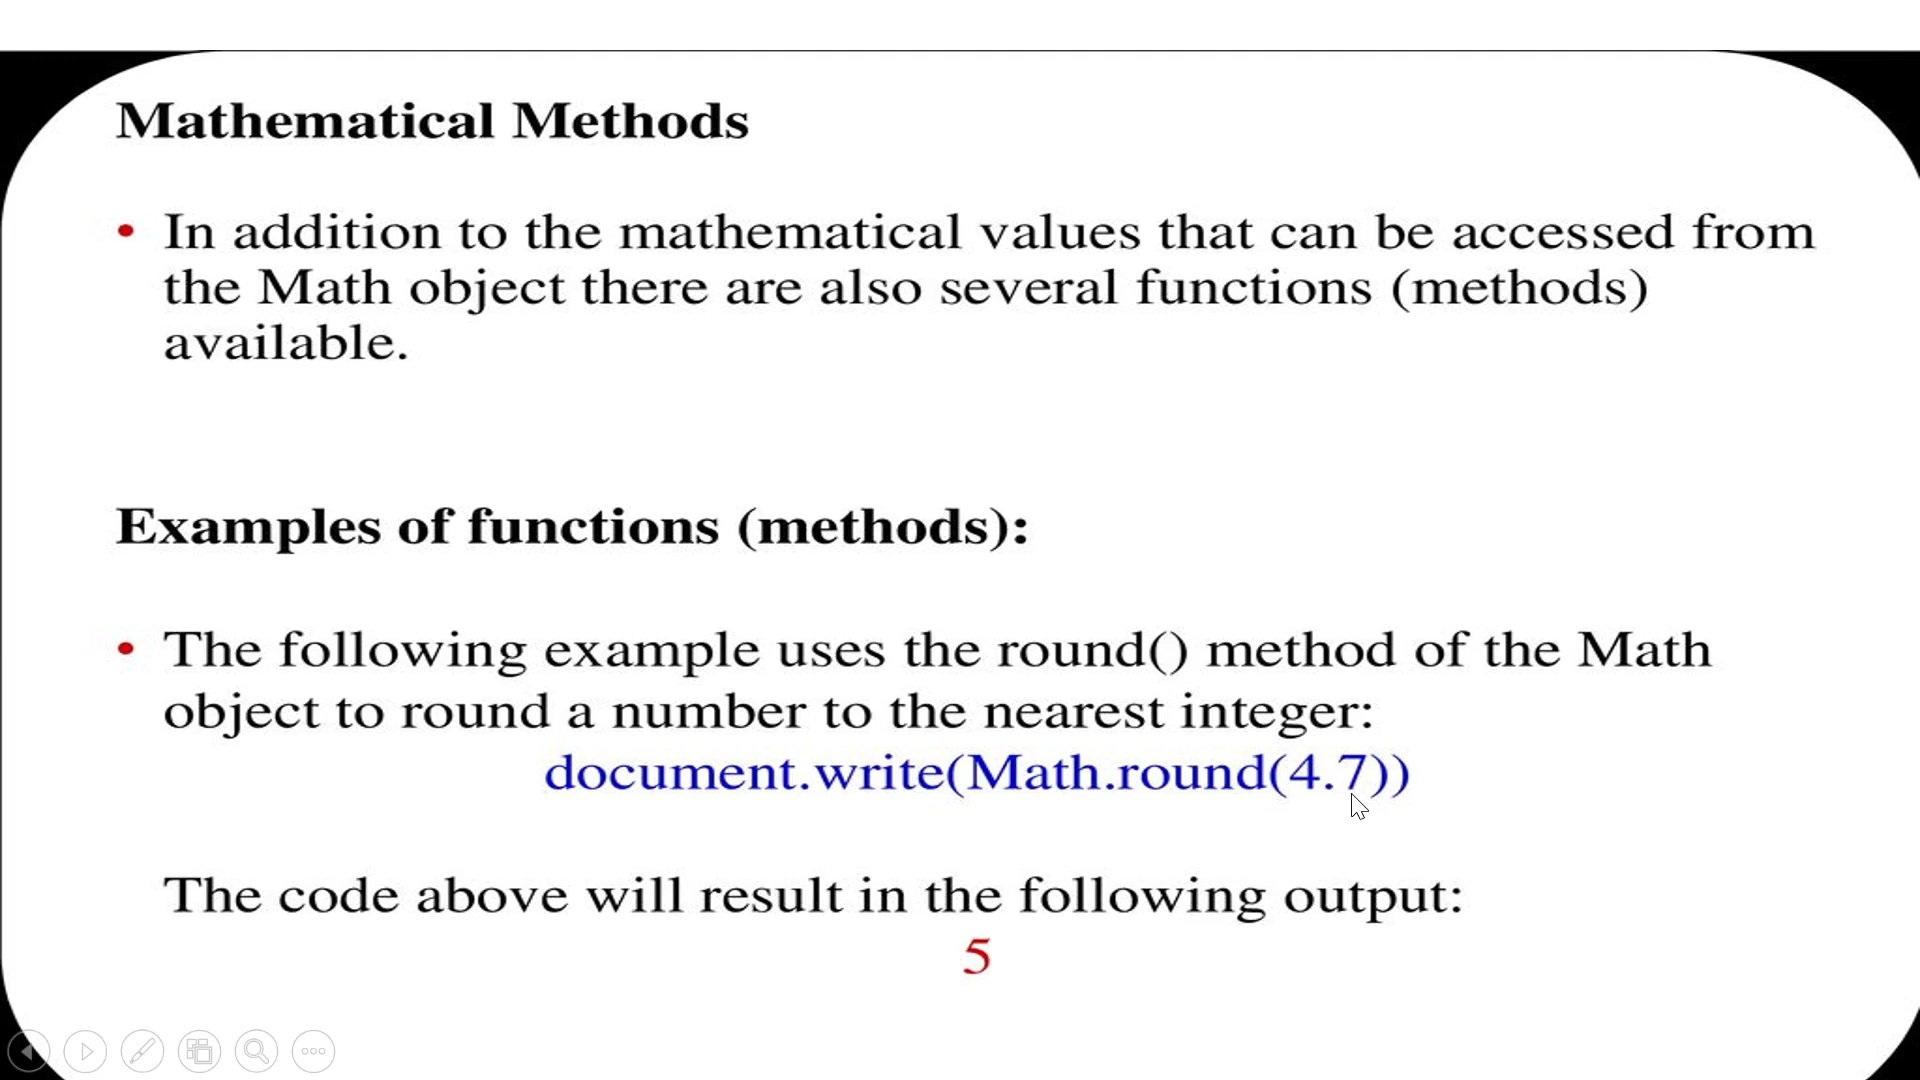 Mathematical Methods
• In addition to the mathematical values that can be accessed from
the Math object there are also several functions (methods)
available.
Examples of functions (methods):
• The following example uses the round() method of the Math
object to round a number to the nearest integer:
document.write(Math.round(4.7))
The code above will result in the following output:
5